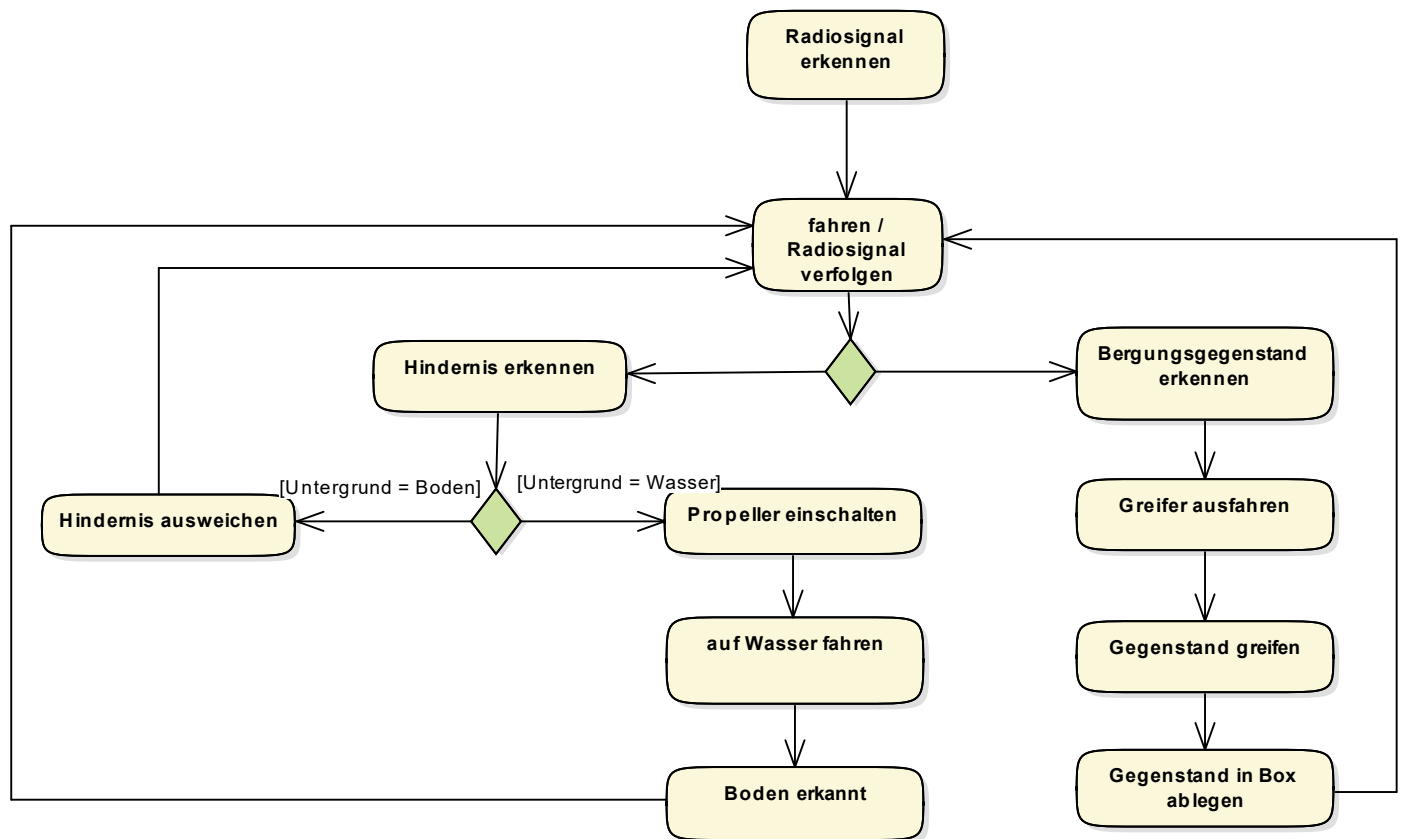 Radiosignal
erkennen
fahren /
Radiosignal
verfolgen
Hindernis erkennen
Bergungsgegenstand
erkennen
[Untergrund = Boden]
[Untergrund = Wasser]
Hindernis ausweichen
Propeller einschalten
Greifer ausfahren
auf Wasser fahren
Gegenstand greifen
Boden erkannt
Gegenstand in Box
ablegen